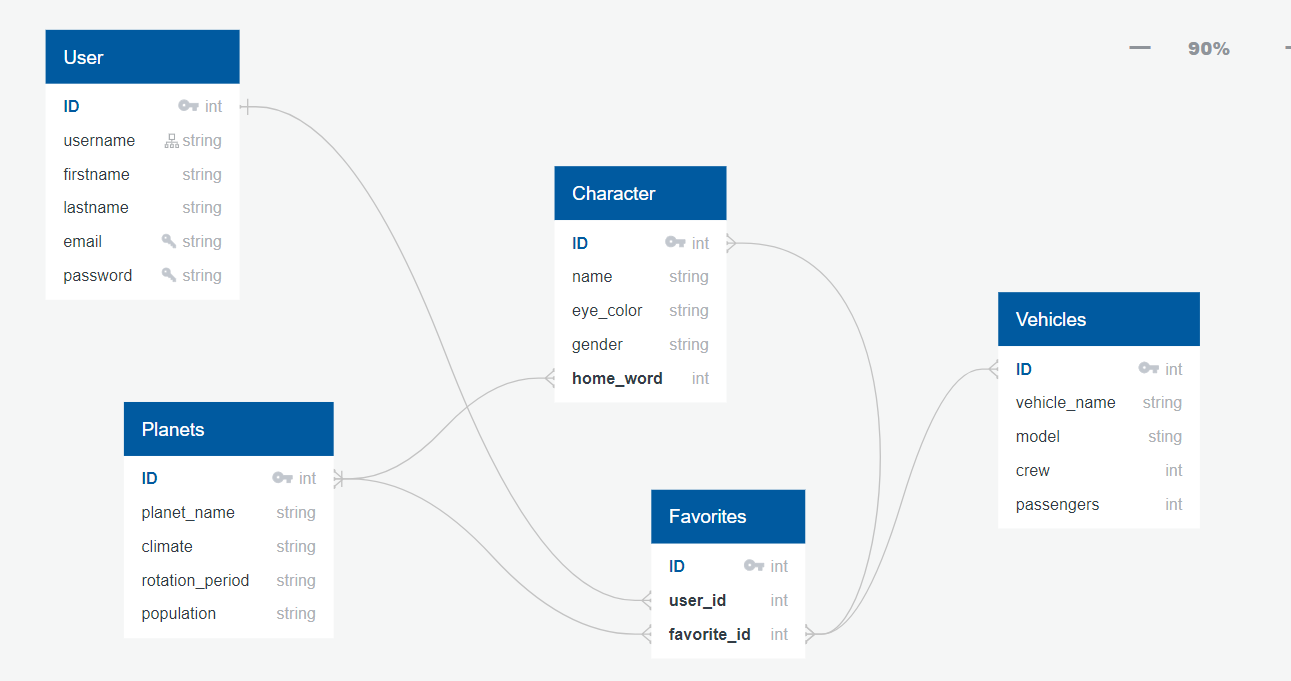 User
ID int
username string
firstname string
lastname string
email string
password string
90%
Character
ID int
name string
eye_color string
gender string
home_word int
Vehicles
ID int
vehicle_name string
model sting
crew int
passengers int
Planets
ID int
planet_name string
climate string
rotation_period string
population string
Favorites
ID int
user_id int
favorite_id int